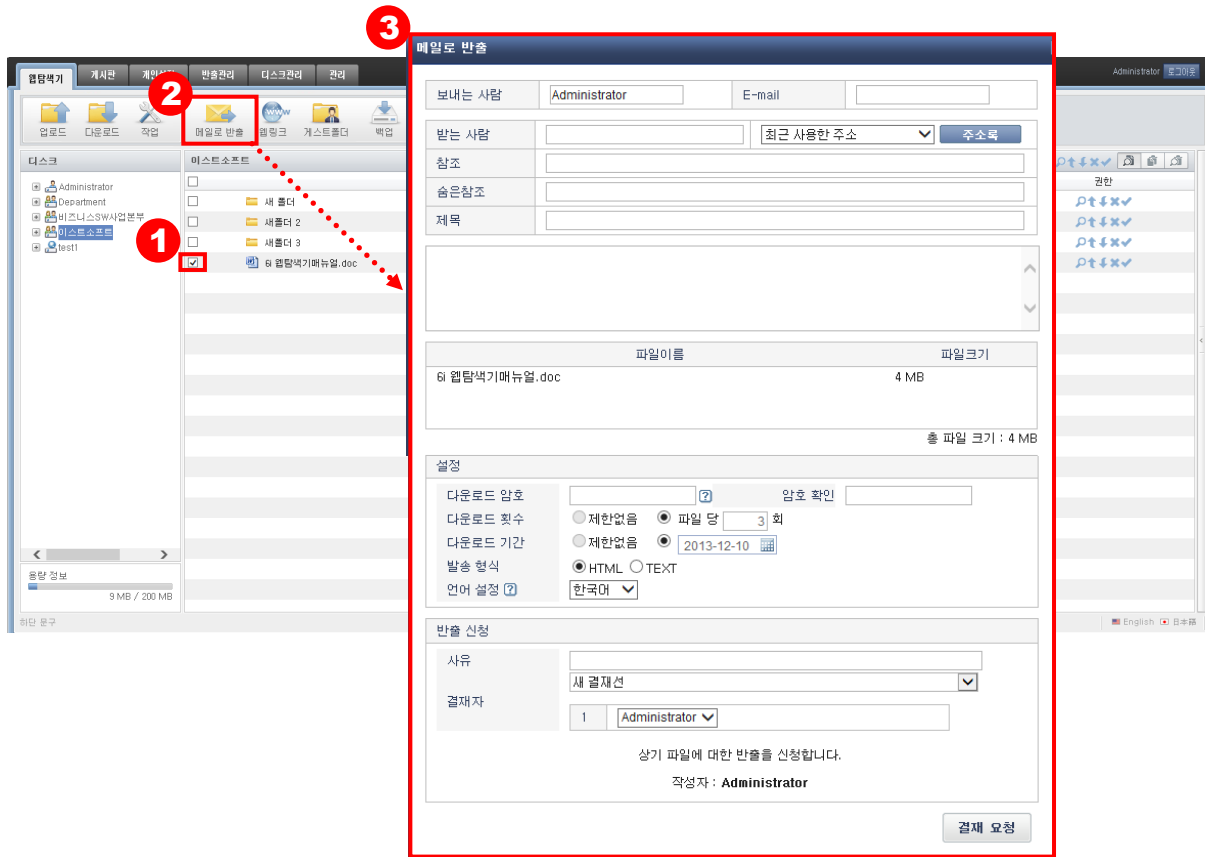 3
메일로 반출
웹탐색기 게시판 반출관리 디스크관리 관리
Administrator 로그아웃
2
업로드 다운로드 작업 메일로 반출 웹링크 게스트폴더 백업
디스크
Administrator
Department
비즈니스SW사업본부
이스트소프트
test1
이스트소프트
권한
새 폴더
새폴더 2
새폴더 3
1
6i 웹탐색기매뉴얼.doc
용량 정보
9 MB / 200 MB
하단 문구
English 日本語
보내는 사람 Administrator E-mail
받는 사람 최근 사용한 주소 주소록
참조
숨은참조
제목
파일이름 파일크기
6i 웹탐색기매뉴얼.doc 4 MB
총 파일 크기 : 4 MB
설정
다운로드 암호 ? 암호 확인
다운로드 횟수 제한없음 파일 당 3 회
다운로드 기간 제한없음 2013-12-10
발송 형식 HTML TEXT
언어 설정 ? 한국어
반출 신청
사유
새 결재선
결재자
1 Administrator
상기 파일에 대한 반출을 신청합니다.
작성자 : Administrator
결재 요청